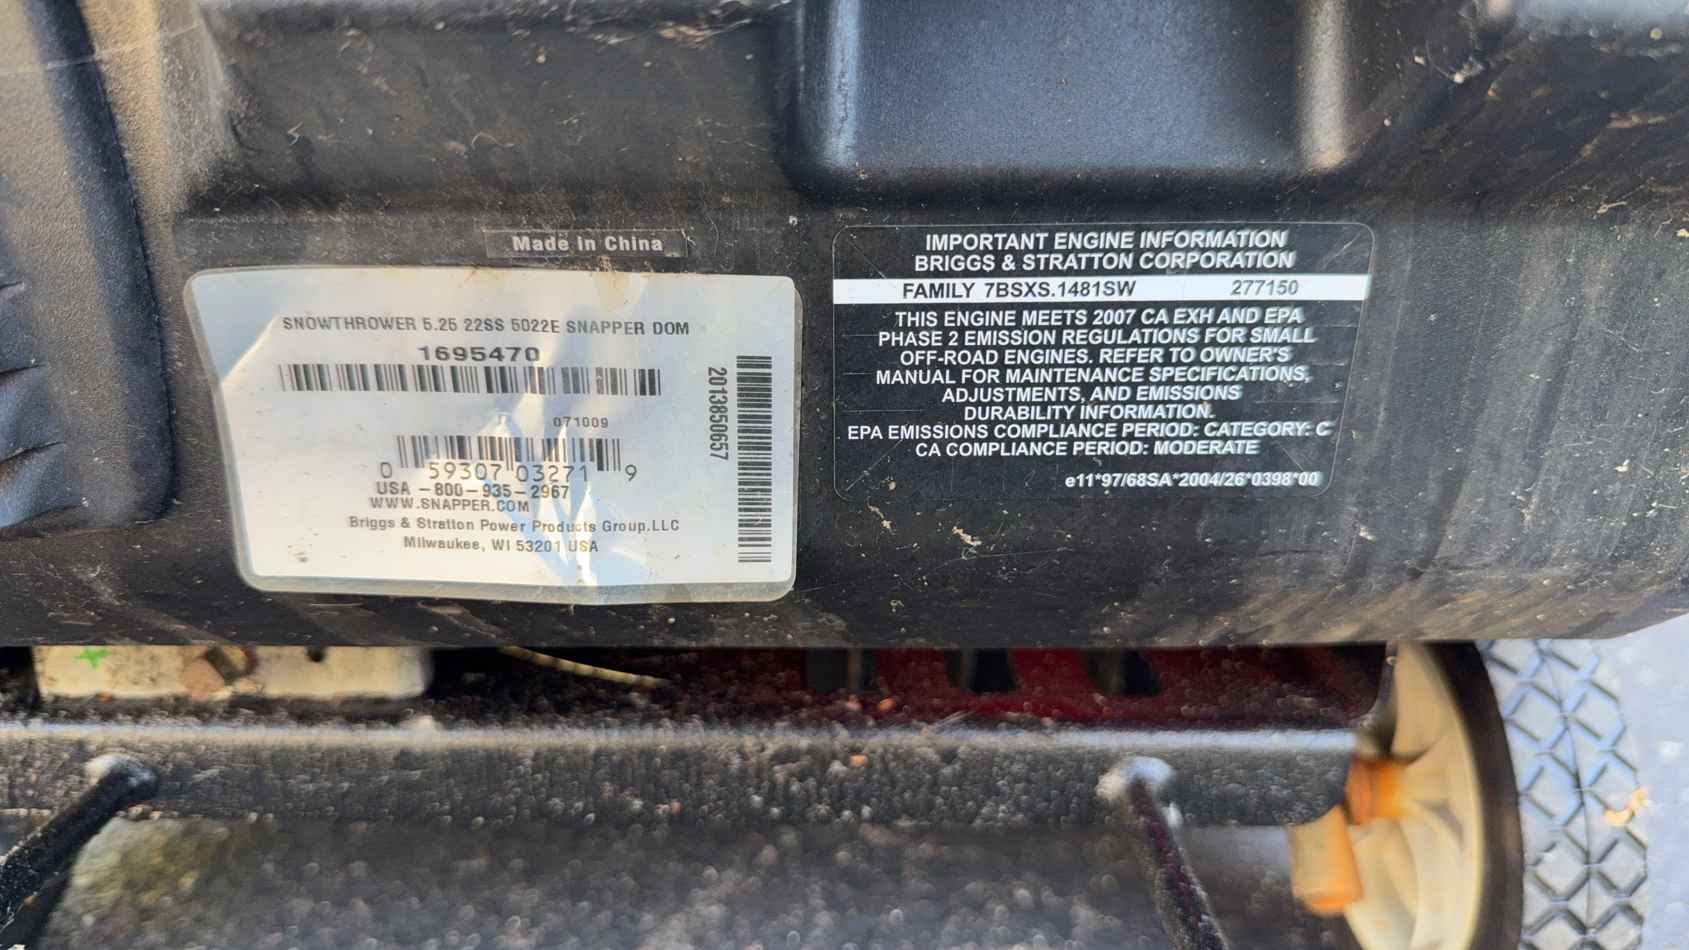 Made in China
SNOWTHROWER 5.25 22SS 5022E SNAPPER DOM
1695470
2013850657
071009
0 59307 03271 9
USA -800-935-2967
WWW.SNAPPER.COM
Briggs & Stratton Power Products Group.LLC
Milwaukee, WI 53201 USA
IMPORTANT ENGINE INFORMATION
BRIGGS & STRATTON CORPORATION
FAMILY 7BSXS.1481SW 277150
THIS ENGINE MEETS 2007 CA EXH AND EPA
PHASE 2 EMISSION REGULATIONS FOR SMALL
OFF-ROAD ENGINES. REFER TO OWNER'S
MANUAL FOR MAINTENANCE SPECIFICATIONS,
ADJUSTMENTS, AND EMISSIONS
DURABILITY INFORMATION.
EPA EMISSIONS COMPLIANCE PERIOD: CATEGORY: C
CA COMPLIANCE PERIOD: MODERATE
e11*97/68SA*2004/26*0398*00